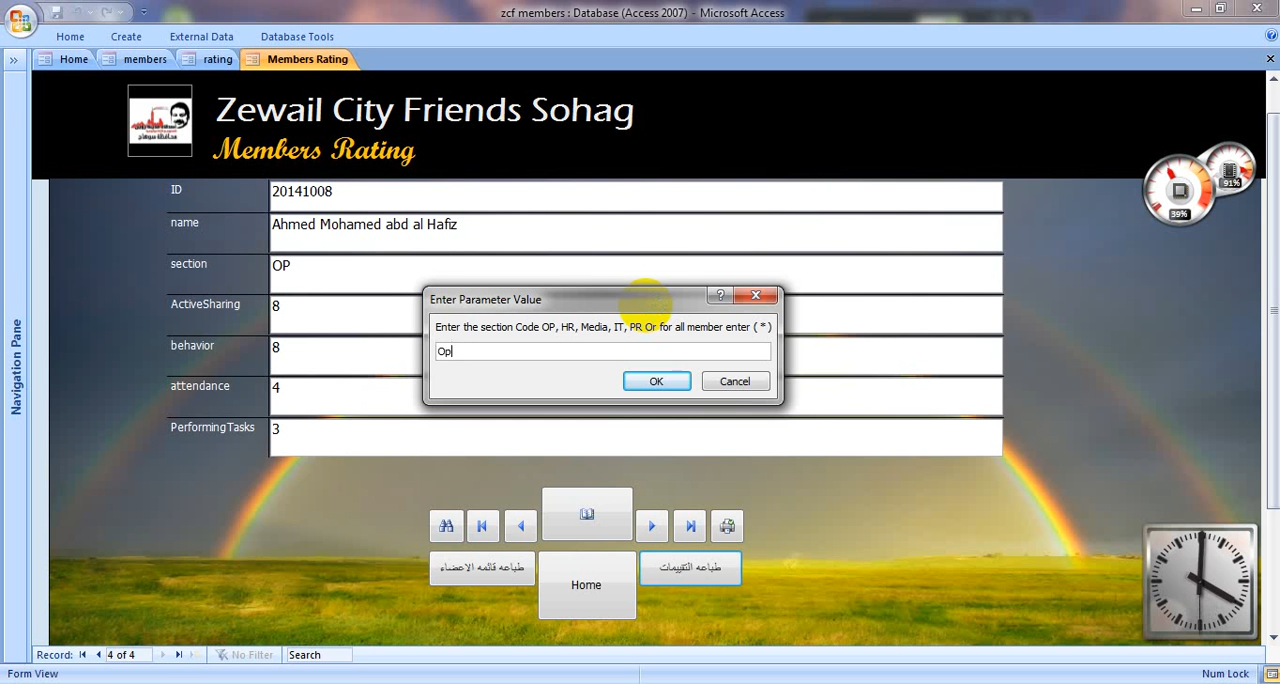 zcf members : Database (Access 2007) - Microsoft Access
Home Create External Data Database Tools
Home members rating Members Rating
Zewail City Friends Sohag
Members Rating
91%
39%
Navigation Pane
ID 20141008
name Ahmed Mohamed abd al Hafiz
section OP
ActiveSharing 8
behavior 8
attendance 4
PerformingTasks 3
Enter Parameter Value
Enter the section Code OP, HR, Media, IT, PR Or for all member enter ( * )
Op
OK Cancel
طباعه قائمه الاعضاء
Home
طباعه التقييمات
Record: 4 of 4 No Filter Search
Form View Num Lock